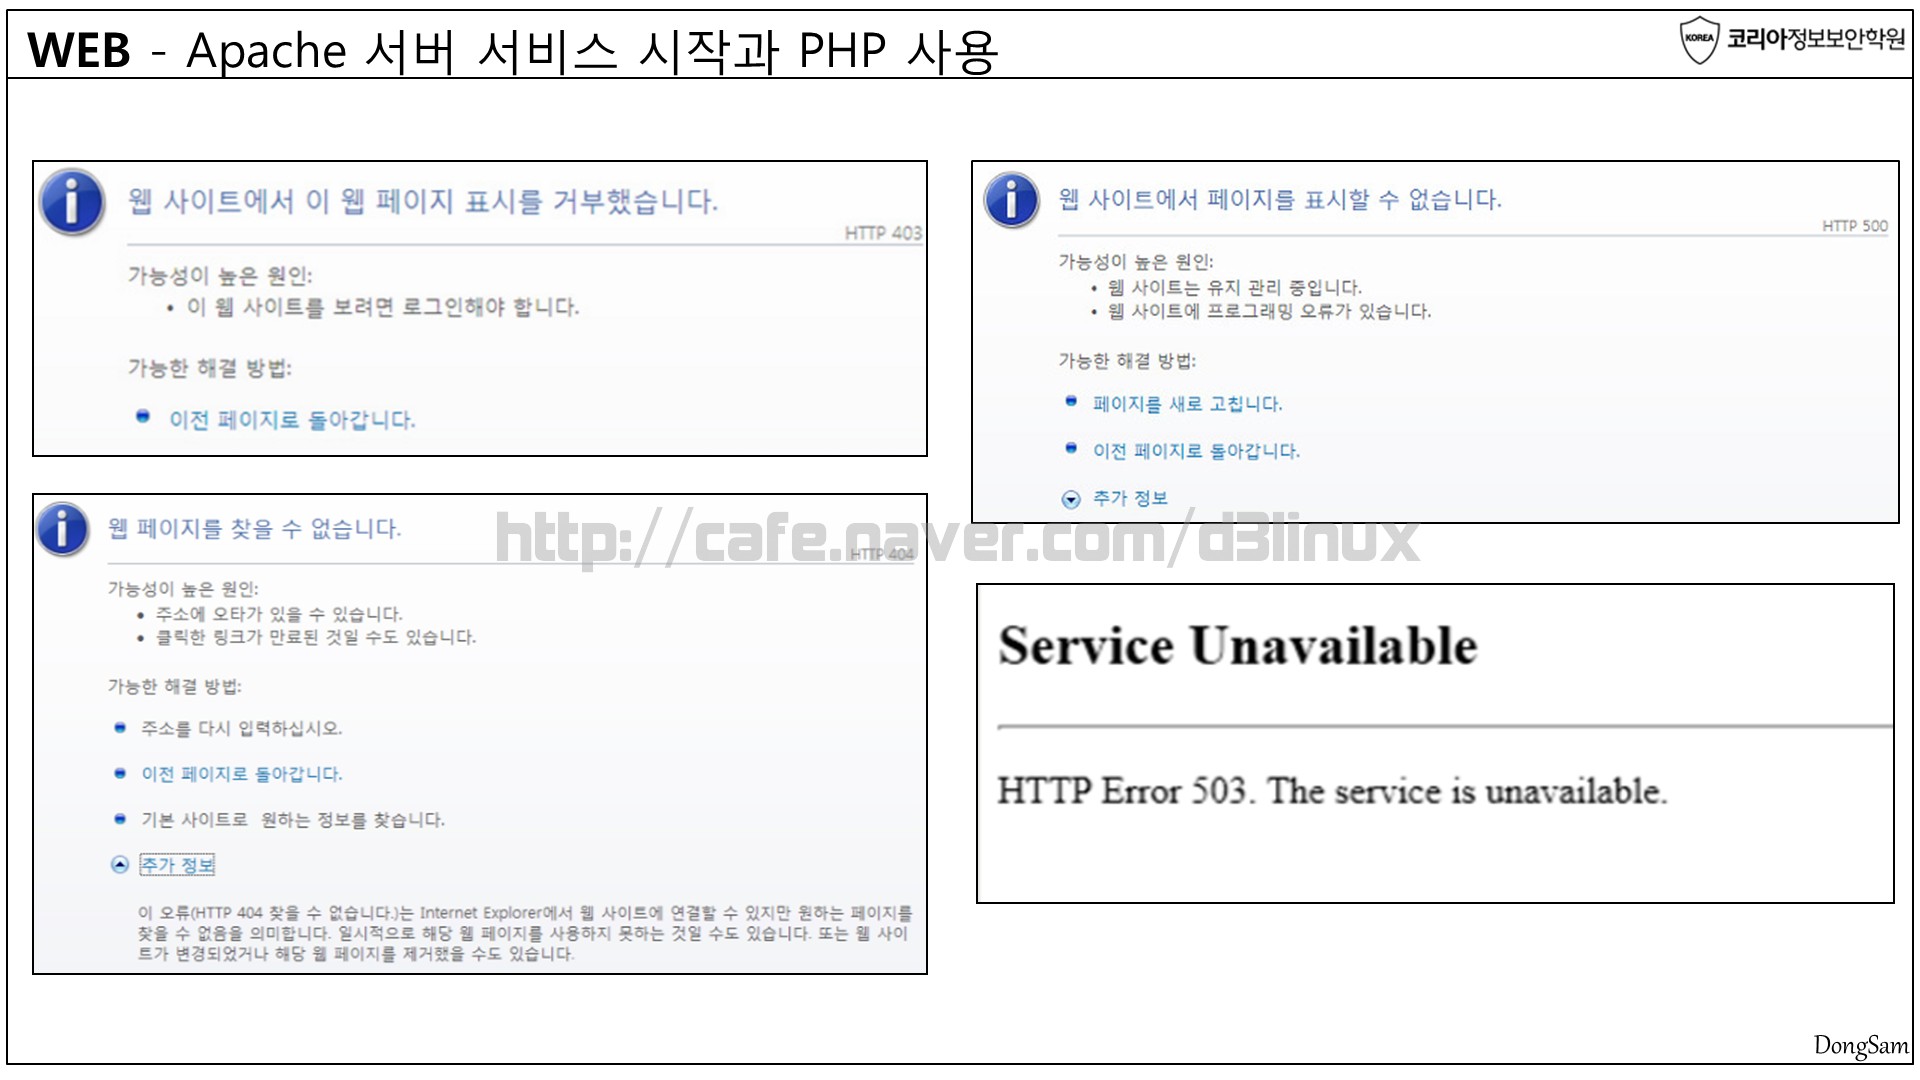 WEB - Apache 서버 서비스 시작과 PHP 사용
KOREA 코리아정보보안학원
웹 사이트에서 이 웹 페이지 표시를 거부했습니다.
HTTP 403
가능성이 높은 원인:
• 이 웹 사이트를 보려면 로그인해야 합니다.
가능한 해결 방법:
이전 페이지로 돌아갑니다.
웹 사이트에서 페이지를 표시할 수 없습니다.
HTTP 500
가능성이 높은 원인:
• 웹 사이트는 유지 관리 중입니다.
• 웹 사이트에 프로그래밍 오류가 있습니다.
가능한 해결 방법:
페이지를 새로 고칩니다.
이전 페이지로 돌아갑니다.
추가 정보
웹 페이지를 찾을 수 없습니다.
HTTP 404
가능성이 높은 원인:
• 주소에 오타가 있을 수 있습니다.
• 클릭한 링크가 만료된 것일 수도 있습니다.
가능한 해결 방법:
주소를 다시 입력하십시오.
이전 페이지로 돌아갑니다.
기본 사이트로 원하는 정보를 찾습니다.
추가 정보
이 오류(HTTP 404 찾을 수 없습니다.)는 Internet Explorer에서 웹 사이트에 연결할 수 있지만 원하는 페이지를
찾을 수 없음을 의미합니다. 일시적으로 해당 웹 페이지를 사용하지 못하는 것일 수도 있습니다. 또는 웹 사이
트가 변경되었거나 해당 웹 페이지를 제거했을 수도 있습니다.
http://cafe.naver.com/d3linux
Service Unavailable
HTTP Error 503. The service is unavailable.
DongSam